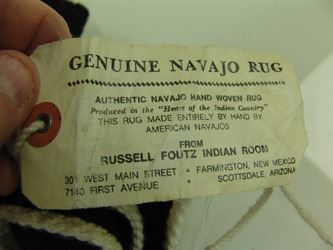 GENUINE NAVAJO RUG
AUTHENTIC NAVAJO HAND WOVEN RUG
Produced in the "Heart of the Indian Country"
THIS RUG MADE ENTIRELY BY HAND BY
AMERICAN NAVAJOS
FROM
RUSSELL FOUTZ INDIAN ROOM
301 WEST MAIN STREET • FARMINGTON, NEW MEXICO
7140 FIRST AVENUE • SCOTTSDALE, ARIZONA